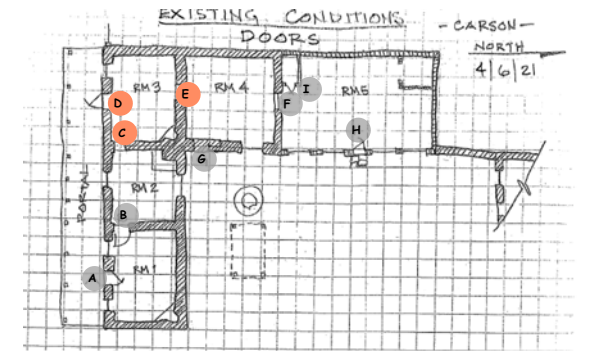 EXISTING CONDITIONS
DOORS
- CARSON -
NORTH
4/6/21
RM 3
RM 4
RM 5
D
E
I
F
C
H
G
RM 2
PORTAL
B
A
RM 1